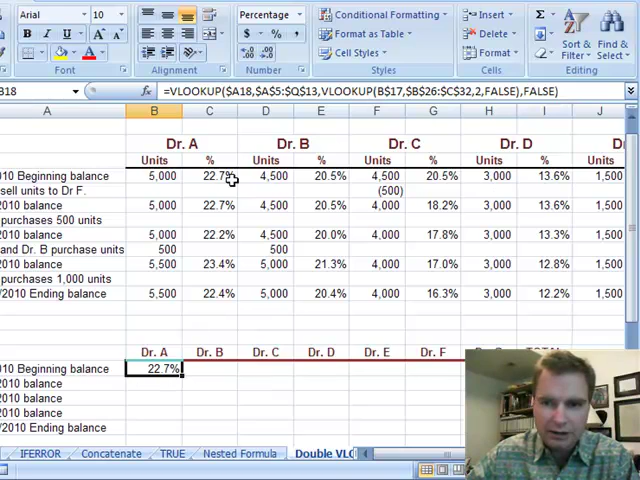 Arial 10 A A Percentage Conditional Formatting Insert Σ
B I U $ % , Format as Table Delete
A Cell Styles Format Sort & Filter Find & Select
Font Alignment Number Styles Cells Editing
B18 fx =VLOOKUP($A18,$A$5:$Q$13,VLOOKUP(B$17,$B$26:$C$32,2,FALSE),FALSE)
A B C D E F G H I J
Dr. A Dr. B Dr. C Dr. D
Units % Units % Units % Units % Units
Beginning balance 5,000 22.7% 4,500 20.5% 4,500 20.5% 3,000 13.6% 1,500
sell units to Dr F. (500)
2010 balance 5,000 22.7% 4,500 20.5% 4,000 18.2% 3,000 13.6% 1,500
purchases 500 units
2010 balance 5,000 22.2% 4,500 20.0% 4,000 17.8% 3,000 13.3% 1,500
and Dr. B purchase units 500 500
2010 balance 5,500 23.4% 5,000 21.3% 4,000 17.0% 3,000 12.8% 1,500
purchases 1,000 units
/2010 Ending balance 5,500 22.4% 5,000 20.4% 4,000 16.3% 3,000 12.2% 1,500
Dr. A Dr. B Dr. C Dr. D Dr. E Dr. F TOTAL
Beginning balance 22.7%
2010 balance
2010 balance
2010 balance
/2010 Ending balance
IFERROR Concatenate TRUE Nested Formula Double VLO